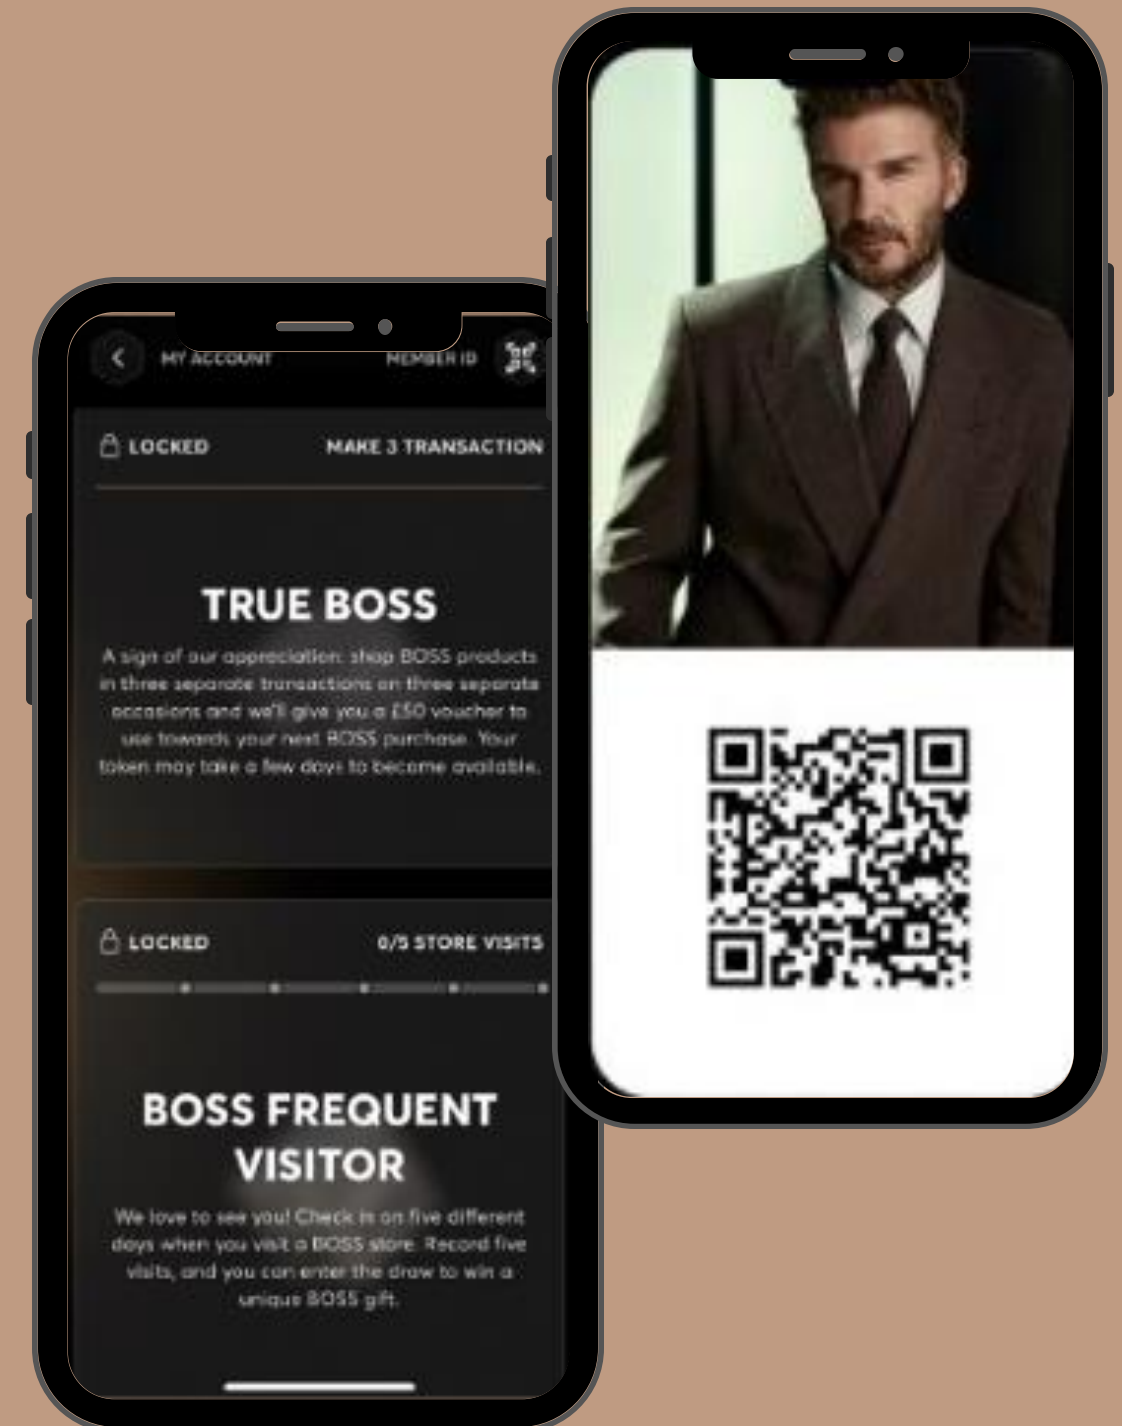 MY ACCOUNT
MEMBER ID
LOCKED
MAKE 3 TRANSACTION
TRUE BOSS
A sign of our appreciation: shop BOSS products
in three separate transactions on three separate
occasions and we'll give you a £50 voucher to
use towards your next BOSS purchase. Your
token may take a few days to become available.
LOCKED
0/5 STORE VISITS
BOSS FREQUENT
VISITOR
We love to see you! Check in on five different
days when you visit a BOSS store. Record five
visits, and you can enter the draw to win a
unique BOSS gift.